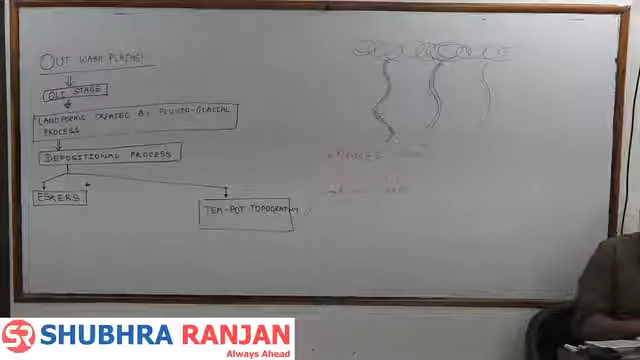 OUT WASH PLAINS:
OLD STAGE
LANDFORMS CREATED BY FLUVIO-GLACIAL
PROCESS
DEPOSITIONAL PROCESS
ESKERS
TEA-POT TOPOGRAPHY
SR SHUBHRA RANJAN
Always Ahead